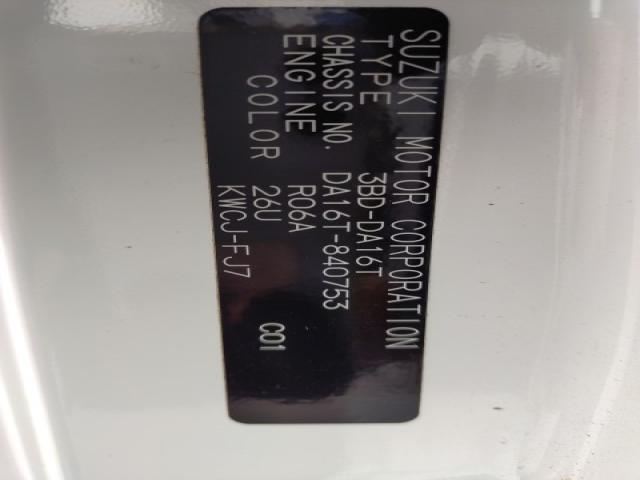 SUZUKI MOTOR CORPORATION
TYPE 3BD-DA16T
CHASSIS NO. DA16T-840753
ENGINE R06A
COLOR 26U C01
KWCJ-FJ7